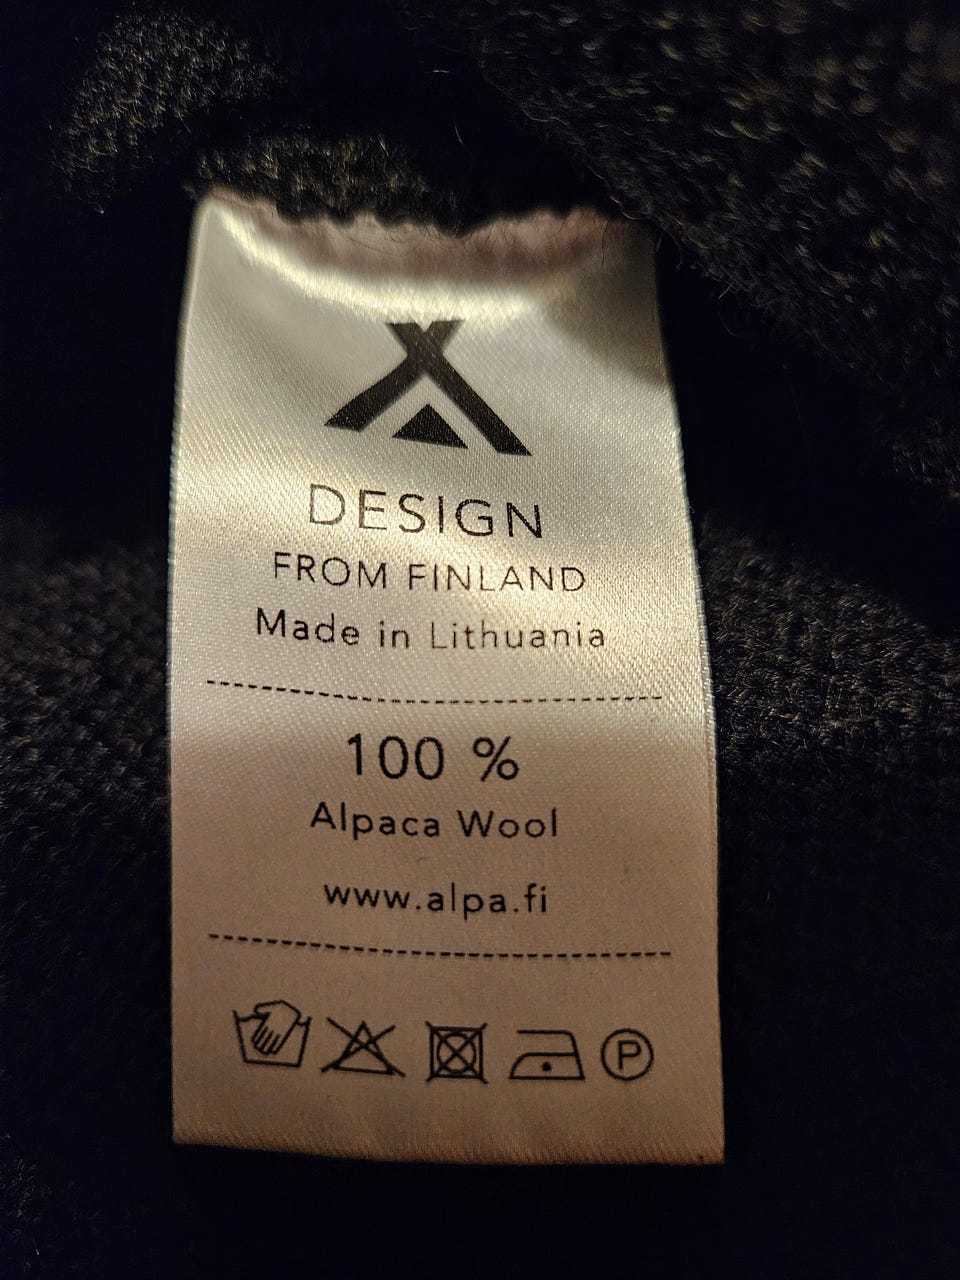 DESIGN
FROM FINLAND
Made in Lithuania
100 %
Alpaca Wool
www.alpa.fi
P